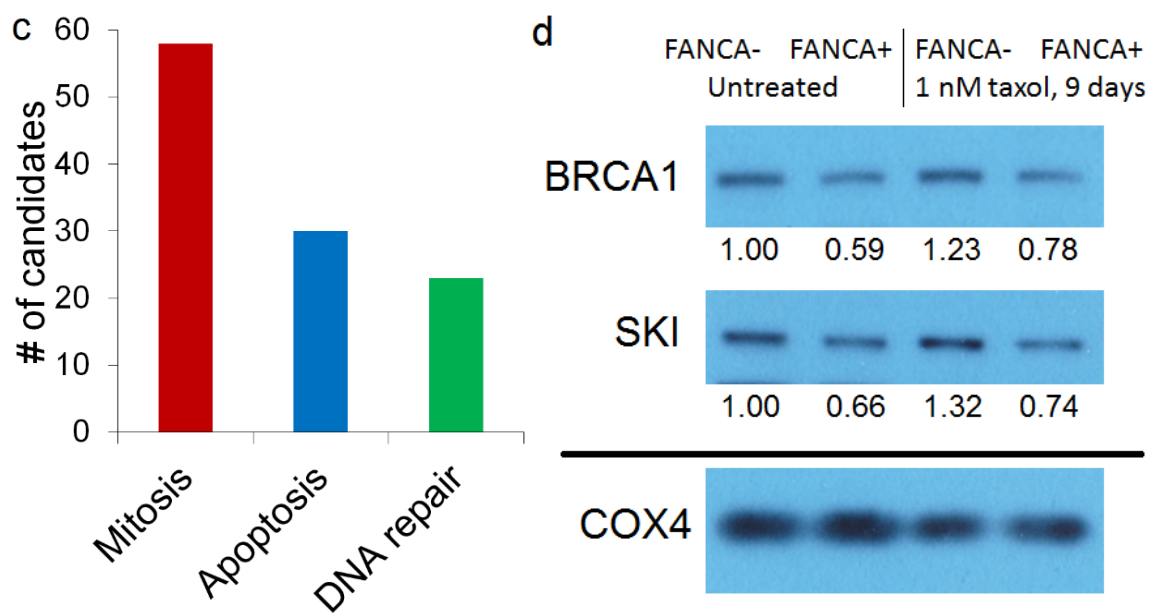 c
60
50
40
30
20
10
0
# of candidates
Mitosis
Apoptosis
DNA repair
d
FANCA- FANCA+ FANCA- FANCA+
Untreated 1 nM taxol, 9 days
BRCA1
1.00 0.59 1.23 0.78
SKI
1.00 0.66 1.32 0.74
COX4